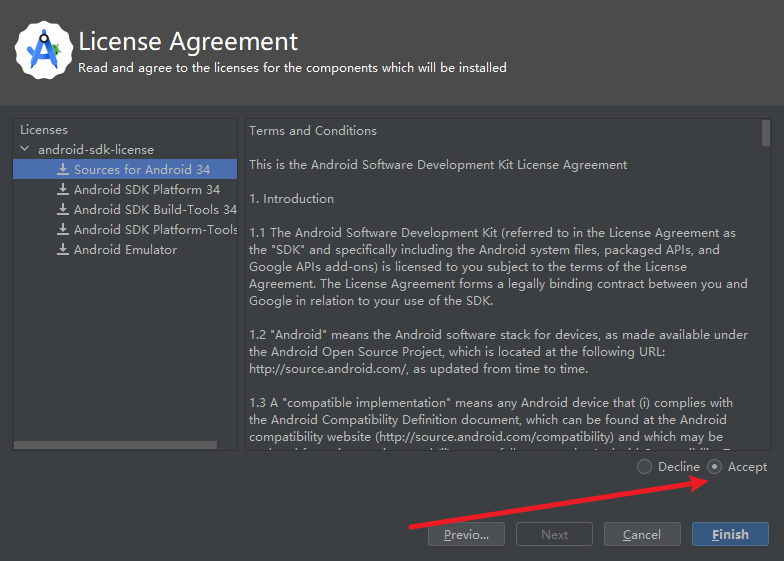 License Agreement
Read and agree to the licenses for the components which will be installed
Licenses
android-sdk-license
Sources for Android 34
Android SDK Platform 34
Android SDK Build-Tools 34
Android SDK Platform-Tools
Android Emulator
Terms and Conditions
This is the Android Software Development Kit License Agreement
1. Introduction
1.1 The Android Software Development Kit (referred to in the License Agreement as
the "SDK" and specifically including the Android system files, packaged APIs, and
Google APIs add-ons) is licensed to you subject to the terms of the License
Agreement. The License Agreement forms a legally binding contract between you and
Google in relation to your use of the SDK.
1.2 "Android" means the Android software stack for devices, as made available under
the Android Open Source Project, which is located at the following URL:
http://source.android.com/, as updated from time to time.
1.3 A "compatible implementation" means any Android device that (i) complies with
the Android Compatibility Definition document, which can be found at the Android
compatibility website (http://source.android.com/compatibility) and which may be
Decline
Accept
Previo...
Next
Cancel
Finish